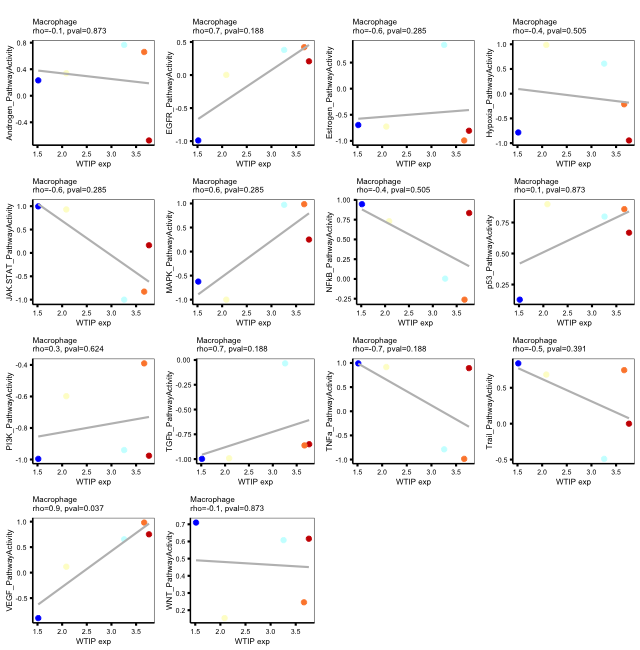 Macrophage
rho=-0.1, pval=0.873
Androgen_PathwayActivity
0.8
0.4
0.0
-0.4
1.5 2.0 2.5 3.0 3.5
WTIP exp
Macrophage
rho=0.7, pval=0.188
EGFR_PathwayActivity
0.5
0.0
-0.5
-1.0
1.5 2.0 2.5 3.0 3.5
WTIP exp
Macrophage
rho=-0.6, pval=0.285
Estrogen_PathwayActivity
0.5
0.0
-0.5
-1.0
1.5 2.0 2.5 3.0 3.5
WTIP exp
Macrophage
rho=-0.4, pval=0.505
Hypoxia_PathwayActivity
1.0
0.5
0.0
-0.5
-1.0
1.5 2.0 2.5 3.0 3.5
WTIP exp
Macrophage
rho=-0.6, pval=0.285
JAK-STAT_PathwayActivity
1.0
0.5
0.0
-0.5
-1.0
1.5 2.0 2.5 3.0 3.5
WTIP exp
Macrophage
rho=0.6, pval=0.285
MAPK_PathwayActivity
1.0
0.5
0.0
-0.5
-1.0
1.5 2.0 2.5 3.0 3.5
WTIP exp
Macrophage
rho=-0.4, pval=0.505
NFkB_PathwayActivity
1.00
0.75
0.50
0.25
0.00
-0.25
1.5 2.0 2.5 3.0 3.5
WTIP exp
Macrophage
rho=0.1, pval=0.873
p53_PathwayActivity
0.75
0.50
0.25
1.5 2.0 2.5 3.0 3.5
WTIP exp
Macrophage
rho=0.3, pval=0.624
PI3K_PathwayActivity
-0.4
-0.6
-0.8
-1.0
1.5 2.0 2.5 3.0 3.5
WTIP exp
Macrophage
rho=0.7, pval=0.188
TGFb_PathwayActivity
0.00
-0.25
-0.50
-0.75
-1.00
1.5 2.0 2.5 3.0 3.5
WTIP exp
Macrophage
rho=-0.7, pval=0.188
TNFa_PathwayActivity
1.0
0.5
0.0
-0.5
-1.0
1.5 2.0 2.5 3.0 3.5
WTIP exp
Macrophage
rho=-0.5, pval=0.391
Trail_PathwayActivity
0.5
0.0
-0.5
1.5 2.0 2.5 3.0 3.5
WTIP exp
Macrophage
rho=0.9, pval=0.037
VEGF_PathwayActivity
1.0
0.5
0.0
-0.5
1.5 2.0 2.5 3.0 3.5
WTIP exp
Macrophage
rho=-0.1, pval=0.873
WNT_PathwayActivity
0.7
0.6
0.5
0.4
0.3
0.2
1.5 2.0 2.5 3.0 3.5
WTIP exp